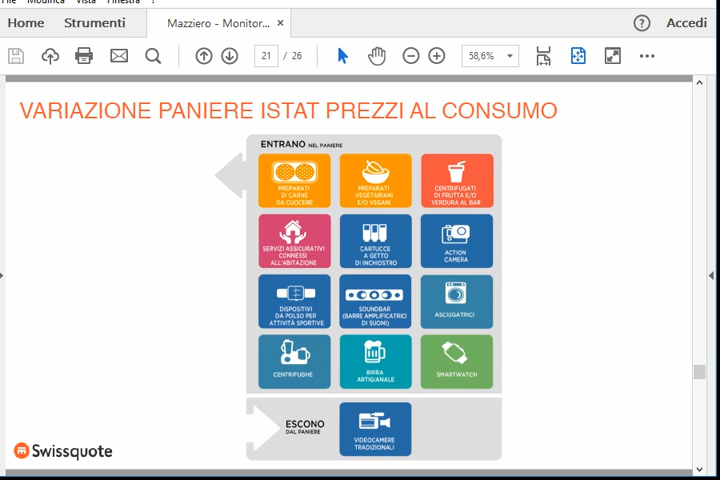 File Modifica Vista Finestra ?
Home Strumenti Mazziero - Monitor... × ? Accedi
21 / 26 58,6%
VARIAZIONE PANIERE ISTAT PREZZI AL CONSUMO
ENTRANO NEL PANIERE
PREPARATI
DI CARNE
DA CUOCERE
PREPARATI
VEGETARIANI
E/O VEGANI
CENTRIFUGATI
DI FRUTTA E/O
VERDURA AL BAR
SERVIZI ASSICURATIVI
CONNESSI
ALL'ABITAZIONE
CARTUCCE
A GETTO
DI INCHIOSTRO
ACTION
CAMERA
DISPOSITIVI
DA POLSO PER
ATTIVITÀ SPORTIVE
SOUNDBAR
(BARRE AMPLIFICATRICI
DI SUONI)
ASCIUGATRICI
CENTRIFUGHE
BIRRA
ARTIGIANALE
SMARTWATCH
ESCONO
DAL PANIERE
VIDEOCAMERE
TRADIZIONALI
Swissquote